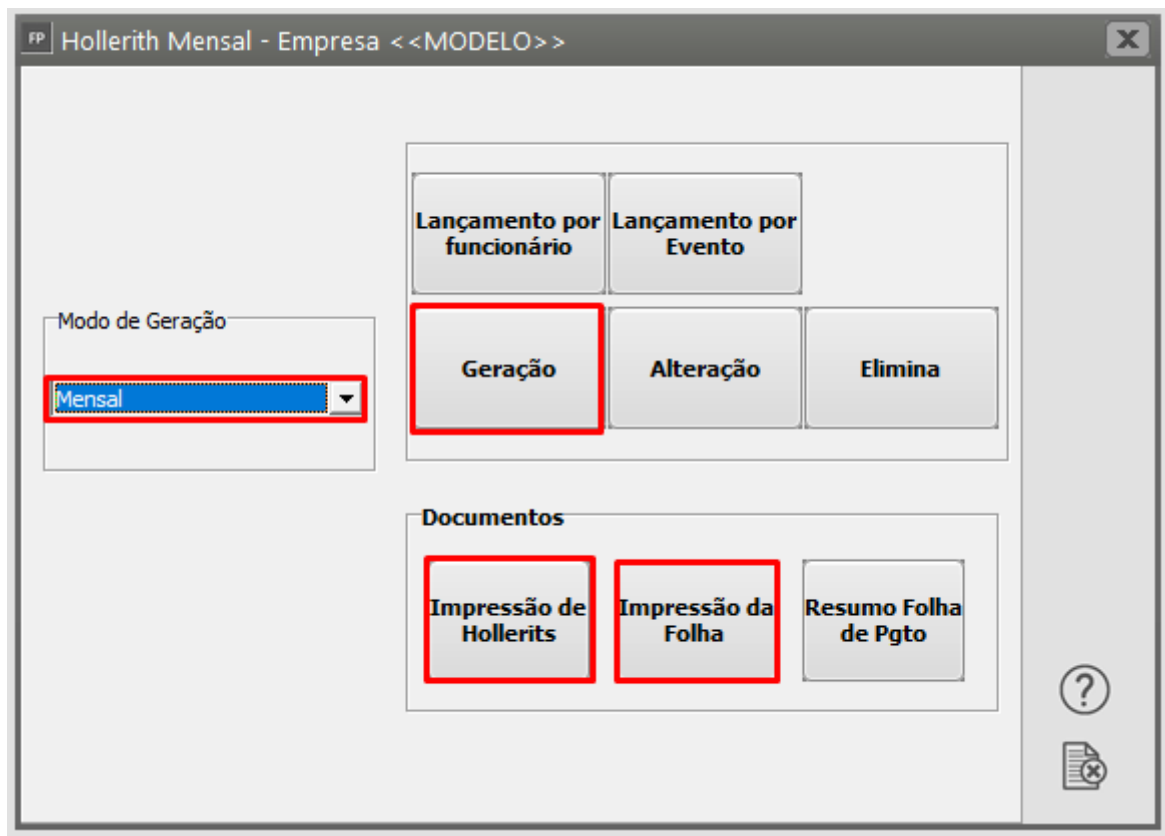 FP Hollerith Mensal - Empresa <<MODELO>>
Lançamento por
funcionário
Lançamento por
Evento
Modo de Geração
Mensal
Geração
Alteração
Elimina
Documentos
Impressão de
Hollerits
Impressão da
Folha
Resumo Folha
de Pgto
?